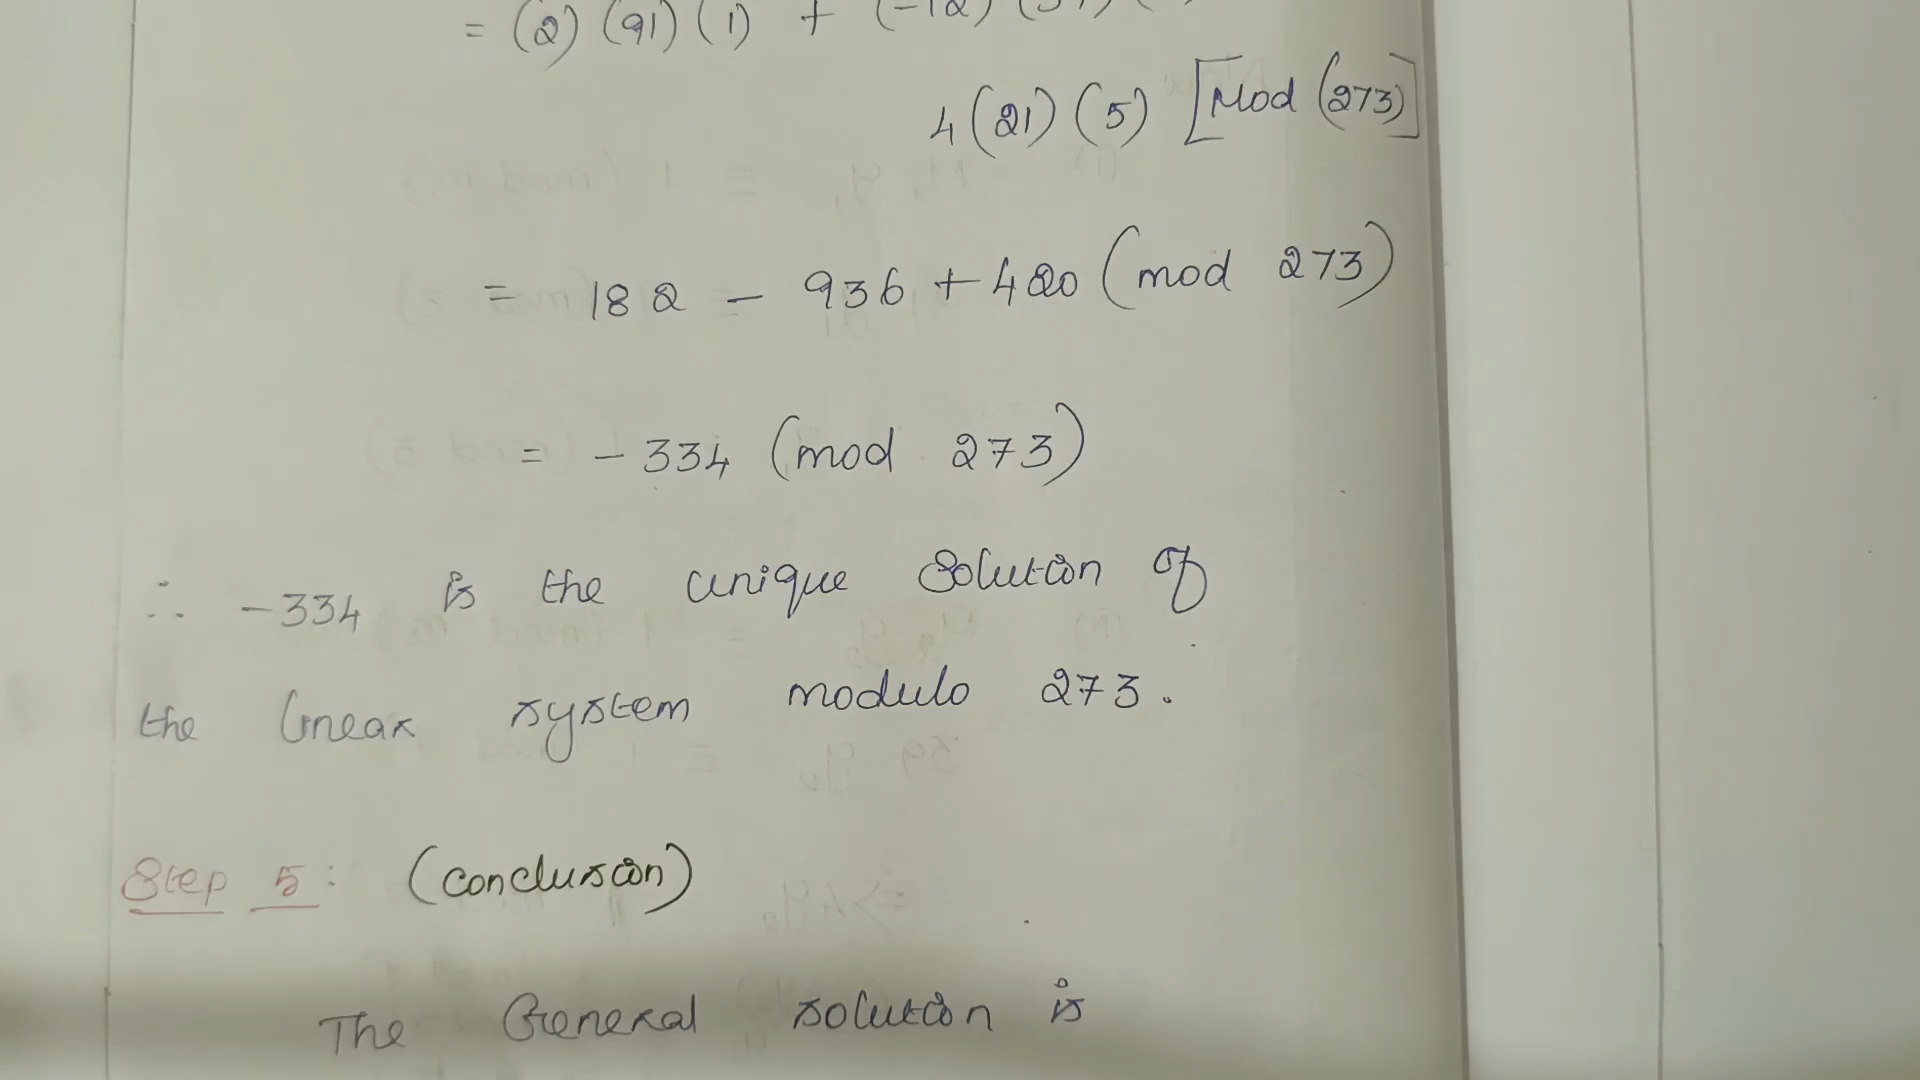 = (2) (91) (1) + (-12)
4 (21) (5) [Mod (273)]
= 182 - 936 + 420 (mod 273)
= - 334 (mod 273)
∴ -334 is the unique solution of
the linear system modulo 273.
Step 5: (conclusion)
The General solution is